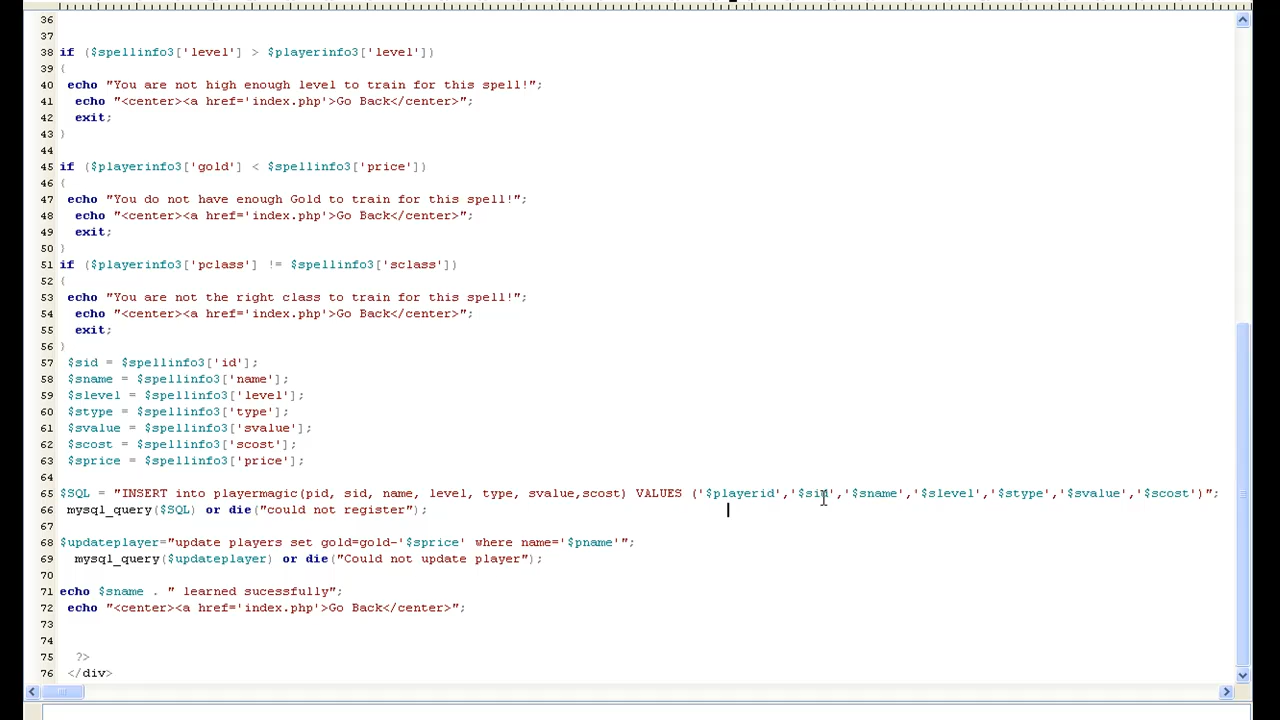 36
37
38 if ($spellinfo3['level'] > $playerinfo3['level'])
39 {
40 echo "You are not high enough level to train for this spell!";
41 echo "<center><a href='index.php'>Go Back</center>";
42 exit;
43 }
44
45 if ($playerinfo3['gold'] < $spellinfo3['price'])
46 {
47 echo "You do not have enough Gold to train for this spell!";
48 echo "<center><a href='index.php'>Go Back</center>";
49 exit;
50 }
51 if ($playerinfo3['pclass'] != $spellinfo3['sclass'])
52 {
53 echo "You are not the right class to train for this spell!";
54 echo "<center><a href='index.php'>Go Back</center>";
55 exit;
56 }
57 $sid = $spellinfo3['id'];
58 $sname = $spellinfo3['name'];
59 $slevel = $spellinfo3['level'];
60 $stype = $spellinfo3['type'];
61 $svalue = $spellinfo3['svalue'];
62 $scost = $spellinfo3['scost'];
63 $sprice = $spellinfo3['price'];
64
65 $SQL = "INSERT into playermagic(pid, sid, name, level, type, svalue,scost) VALUES ('$playerid','$sid','$sname','$slevel','$stype','$svalue','$scost')";
66 mysql_query($SQL) or die("could not register");
67
68 $updateplayer="update players set gold=gold-'$sprice' where name='$pname'";
69 mysql_query($updateplayer) or die("Could not update player");
70
71 echo $sname . " learned sucessfully";
72 echo "<center><a href='index.php'>Go Back</center>";
73
74
75 ?>
76 </div>